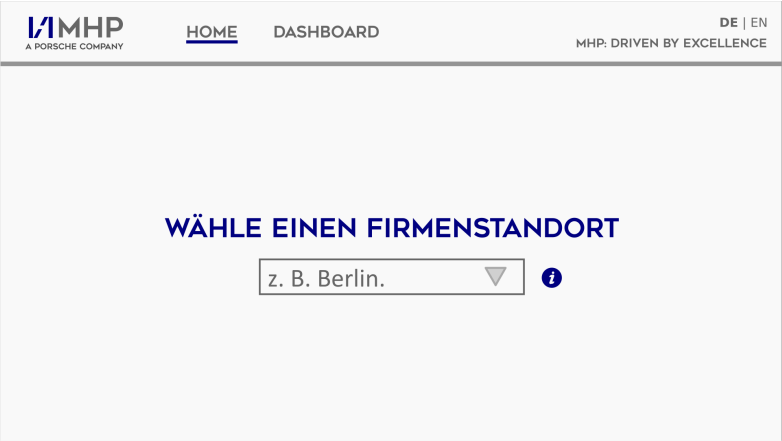 MHP
A PORSCHE COMPANY
HOME
DASHBOARD
DE | EN
MHP: DRIVEN BY EXCELLENCE
WÄHLE EINEN FIRMENSTANDORT
z. B. Berlin.
i